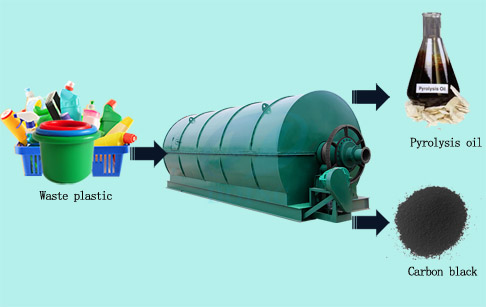 Waste plastic
Pyrolysis Oil
Pyrolysis oil
Carbon black